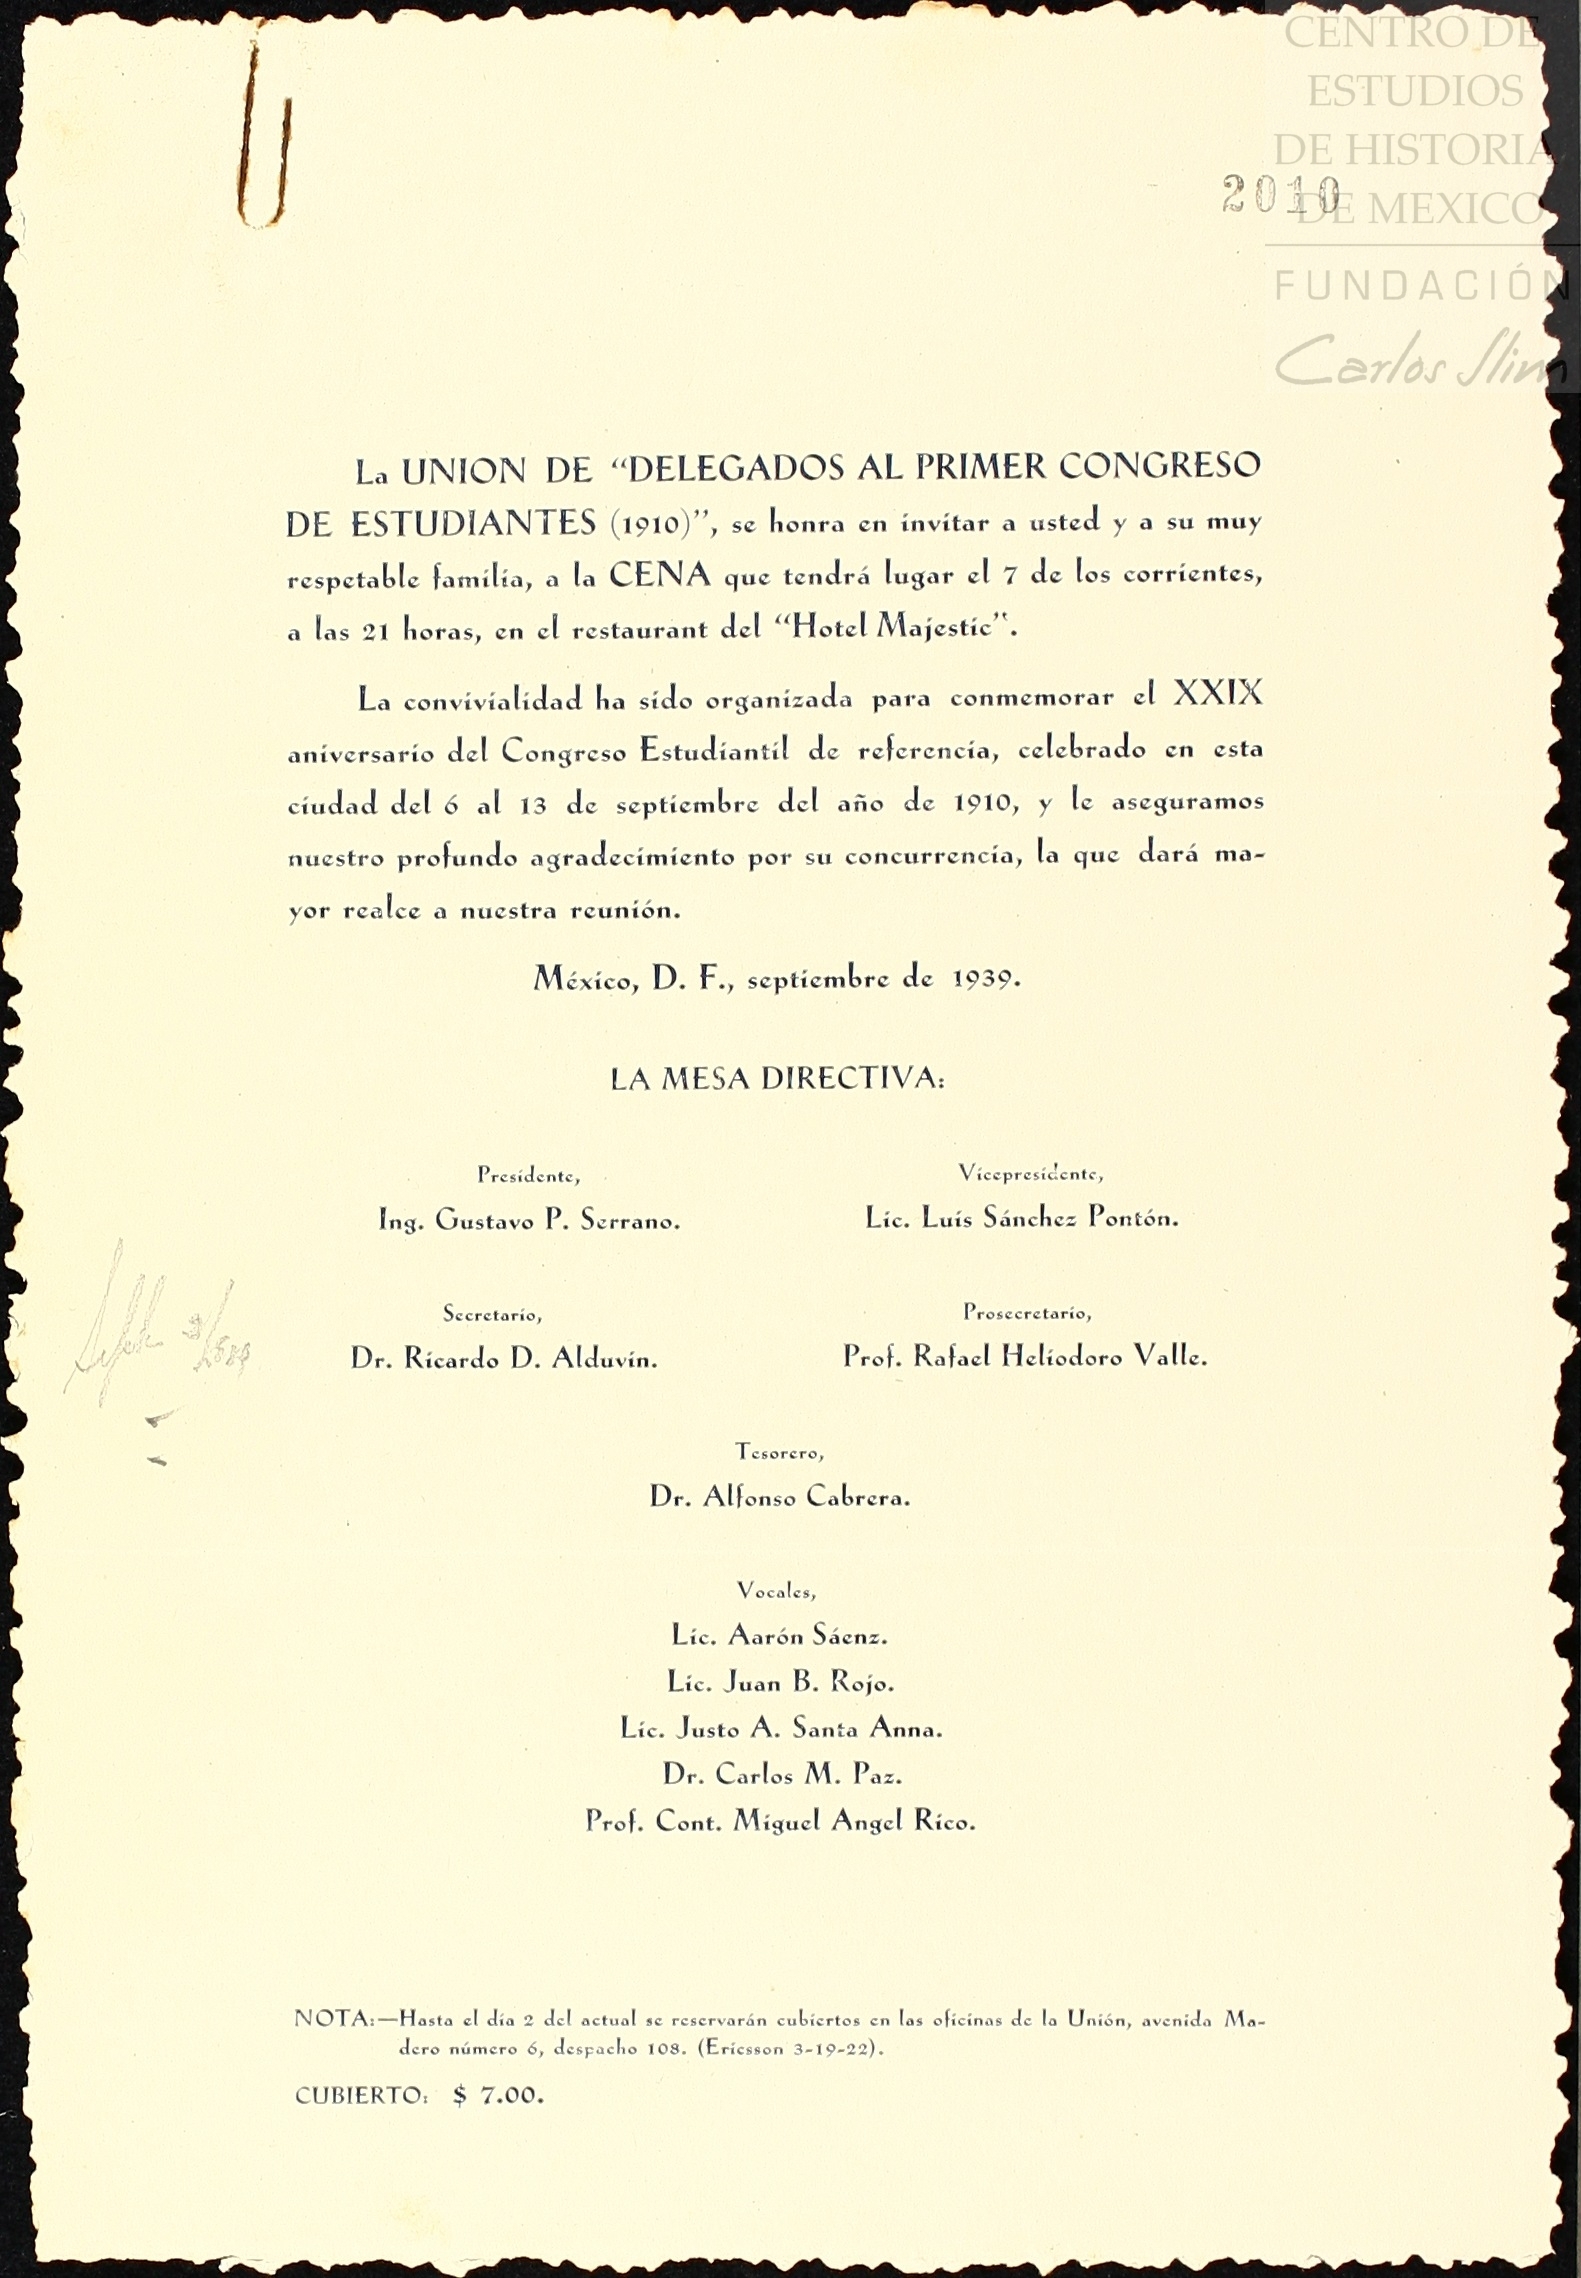 CENTRO DE
ESTUDIOS
DE HISTORIA
DE MEXICO
2010
FUNDACIÓN
Carlos Slim
La UNION DE “DELEGADOS AL PRIMER CONGRESO
DE ESTUDIANTES (1910)”, se honra en invitar a usted y a su muy
respetable familia, a la CENA que tendrá lugar el 7 de los corrientes,
a las 21 horas, en el restaurant del “Hotel Majestic”.
La convivialidad ha sido organizada para conmemorar el XXIX
aniversario del Congreso Estudiantil de referencia, celebrado en esta
ciudad del 6 al 13 de septiembre del año de 1910, y le aseguramos
nuestro profundo agradecimiento por su concurrencia, la que dará ma-
yor realce a nuestra reunión.
México, D. F., septiembre de 1939.
LA MESA DIRECTIVA:
Presidente,
Ing. Gustavo P. Serrano.
Vicepresidente,
Lic. Luis Sánchez Pontón.
Secretario,
Dr. Ricardo D. Alduvín.
Prosecretario,
Prof. Rafael Heliodoro Valle.
Tesorero,
Dr. Alfonso Cabrera.
Vocales,
Lic. Aarón Sáenz.
Lic. Juan B. Rojo.
Lic. Justo A. Santa Anna.
Dr. Carlos M. Paz.
Prof. Cont. Miguel Angel Rico.
NOTA:—Hasta el día 2 del actual se reservarán cubiertos en las oficinas de la Unión, avenida Ma-
dero número 6, despacho 108. (Ericsson 3-19-22).
CUBIERTO: $ 7.00.